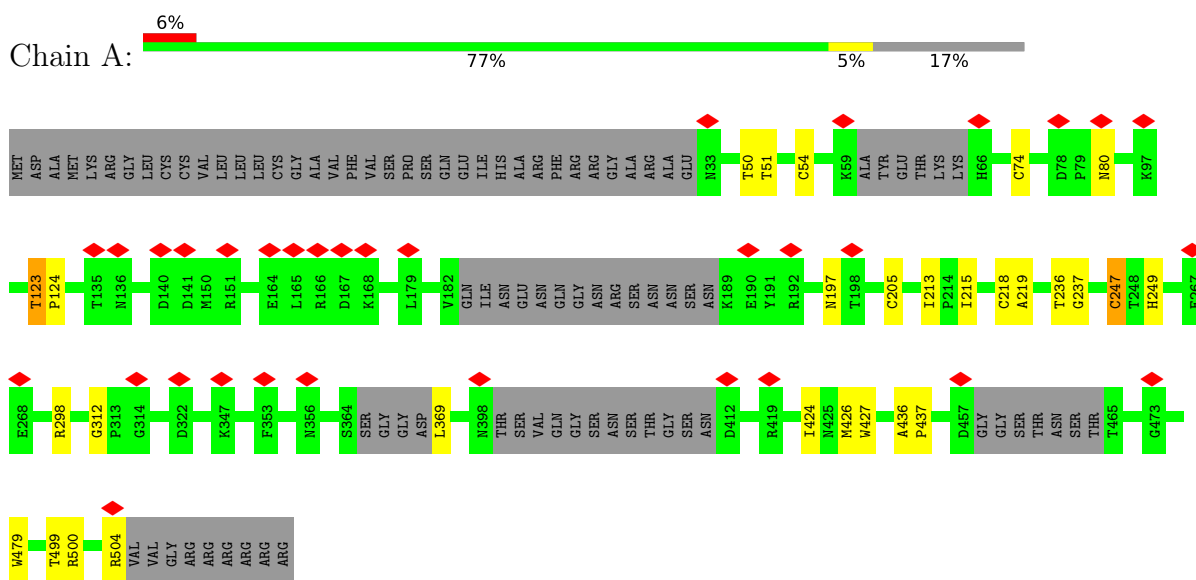 6%
Chain A:
77% 5% 17%
MET ASP ALA MET LYS ARG GLY LEU CYS CYS VAL LEU LEU LEU CYS GLY ALA VAL PHE VAL SER PRO SER GLN GLU ILE HIS ALA ARG PHE ARG ARG GLY ALA ARG ALA GLU N33 T50 T51 C54 K59 ALA TYR GLU THR LYS LYS H66 C74 D78 P79 N80 K97
T123 P124 T135 N136 D140 D141 M150 R151 E164 L165 R166 D167 K168 L179 V182 GLN ILE ASN GLU ASN GLN GLY ASN ARG SER ASN ASN SER ASN K189 E190 Y191 R192 N197 T198 C205 I213 P214 I215 C218 A219 T236 G237 C247 T248 H249 E267
E268 R298 G312 P313 G314 D322 K347 F353 N356 S364 SER GLY GLY ASP L369 N398 THR SER VAL GLN GLY SER ASN SER THR GLY SER ASN D412 R419 I424 N425 M426 W427 A436 P437 D457 GLY GLY SER THR ASN SER THR T465 G473
W479 T499 R500 R504 VAL VAL GLY ARG ARG ARG ARG ARG ARG